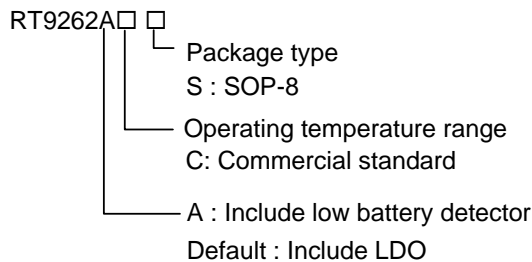 RT9262A□ □
Package type
S : SOP-8
Operating temperature range
C: Commercial standard
A : Include low battery detector
Default : Include LDO